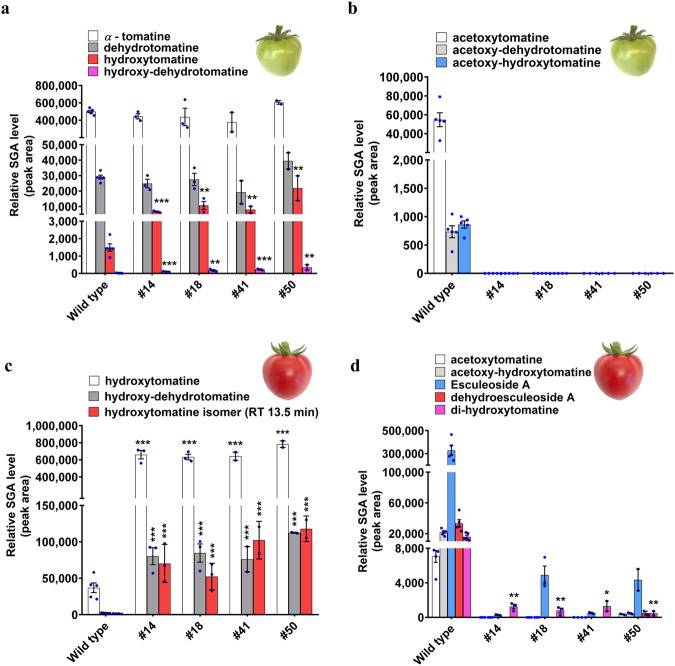 a
α - tomatine
dehydrotomatine
hydroxytomatine
hydroxy-dehydrotomatine
Relative SGA level
(peak area)
800,000
600,000
400,000
200,000
50,000
40,000
30,000
20,000
10,000
3,000
2,000
1,000
0
***
***
**
**
**
***
**
**
Wild type
#14
#18
#41
#50
b
acetoxytomatine
acetoxy-dehydrotomatine
acetoxy-hydroxytomatine
Relative SGA level
(peak area)
100,000
80,000
60,000
40,000
20,000
2,000
1,500
1,000
500
0
Wild type
#14
#18
#41
#50
c
hydroxytomatine
hydroxy-dehydrotomatine
hydroxytomatine isomer (RT 13.5 min)
Relative SGA level
(peak area)
1,000,000
800,000
600,000
400,000
200,000
150,000
100,000
50,000
0
***
***
***
***
***
***
***
***
***
***
***
***
Wild type
#14
#18
#41
#50
d
acetoxytomatine
acetoxy-hydroxytomatine
Esculeoside A
dehydroesculeoside A
di-hydroxytomatine
Relative SGA level
(peak area)
500,000
400,000
300,000
200,000
100,000
40,000
20,000
8,000
4,000
0
**
**
*
**
Wild type
#14
#18
#41
#50